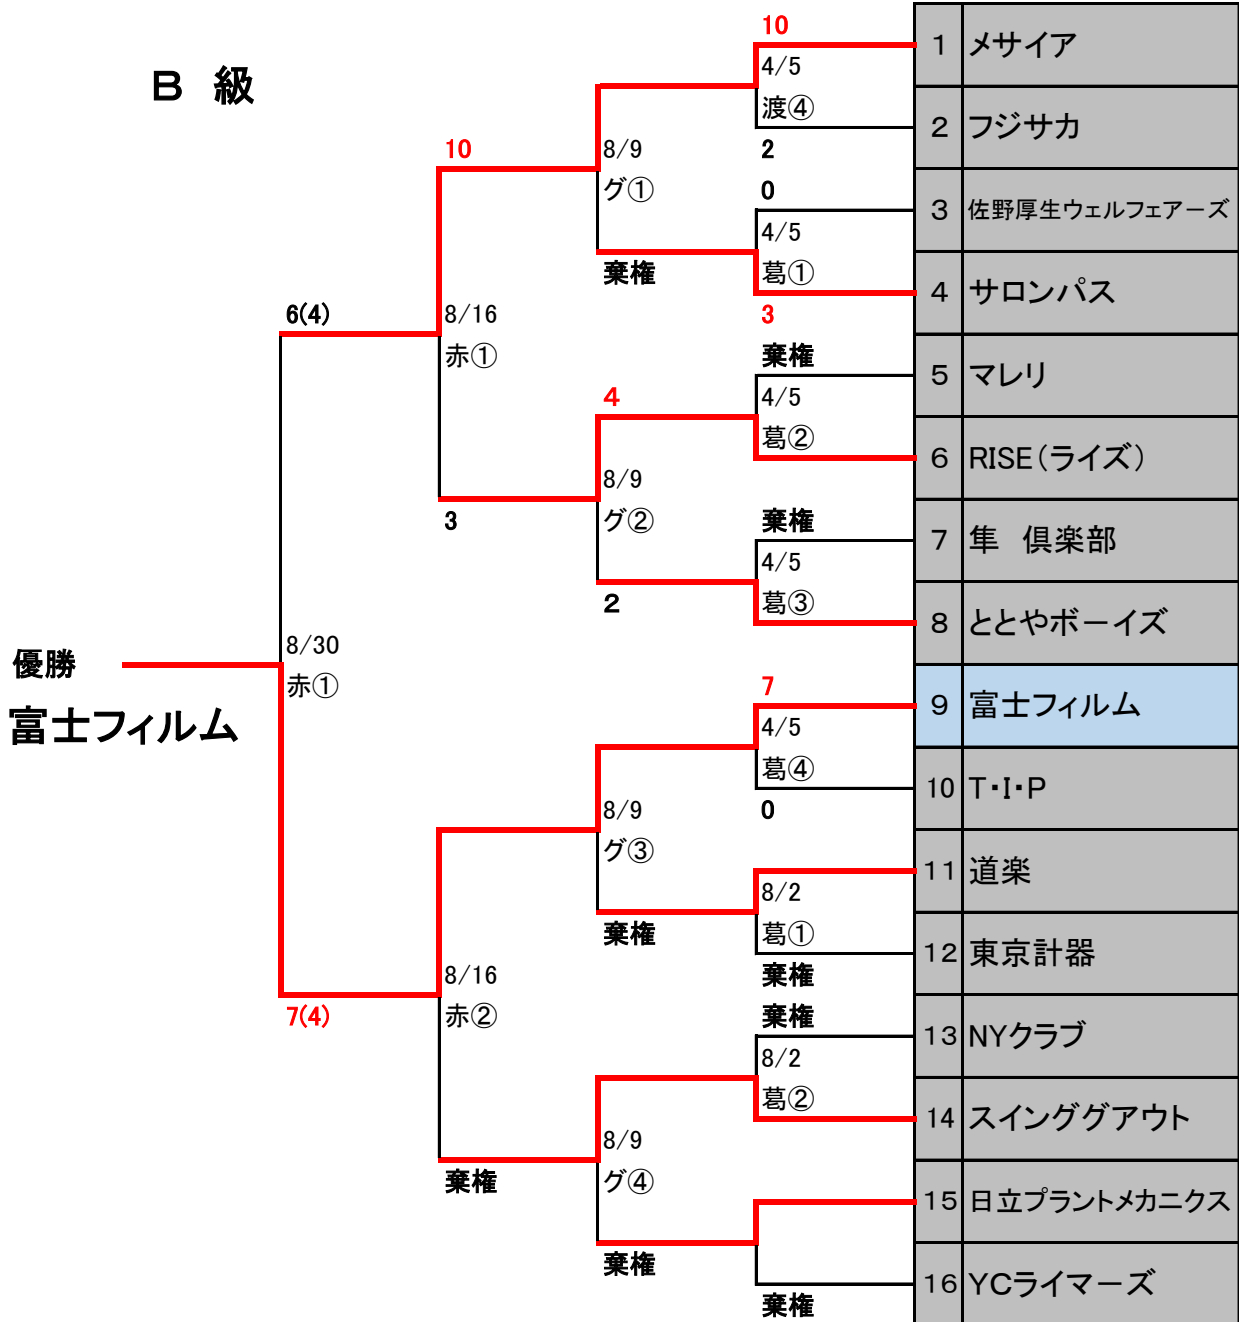 B 級
10
1 メサイア
4/5
渡④
2 フジサカ
10
8/9
2
グ①
0
3 佐野厚生ウェルフェアーズ
4/5
棄権
葛①
4 サロンパス
6(4)
8/16
3
赤①
棄権
5 マレリ
4
4/5
葛②
6 RISE(ライズ)
8/9
3
グ②
棄権
7 隼 倶楽部
4/5
2
葛③
8 ととやボーイズ
8/30
優勝
赤①
7
9 富士フィルム
富士フィルム
4/5
葛④
10 T・I・P
8/9
0
グ③
11 道楽
8/2
棄権
葛①
12 東京計器
8/16
棄権
7(4)
赤②
棄権
13 NYクラブ
8/2
葛②
14 スインググアウト
8/9
棄権
グ④
15 日立プラントメカニクス
棄権
16 YCライマーズ
棄権